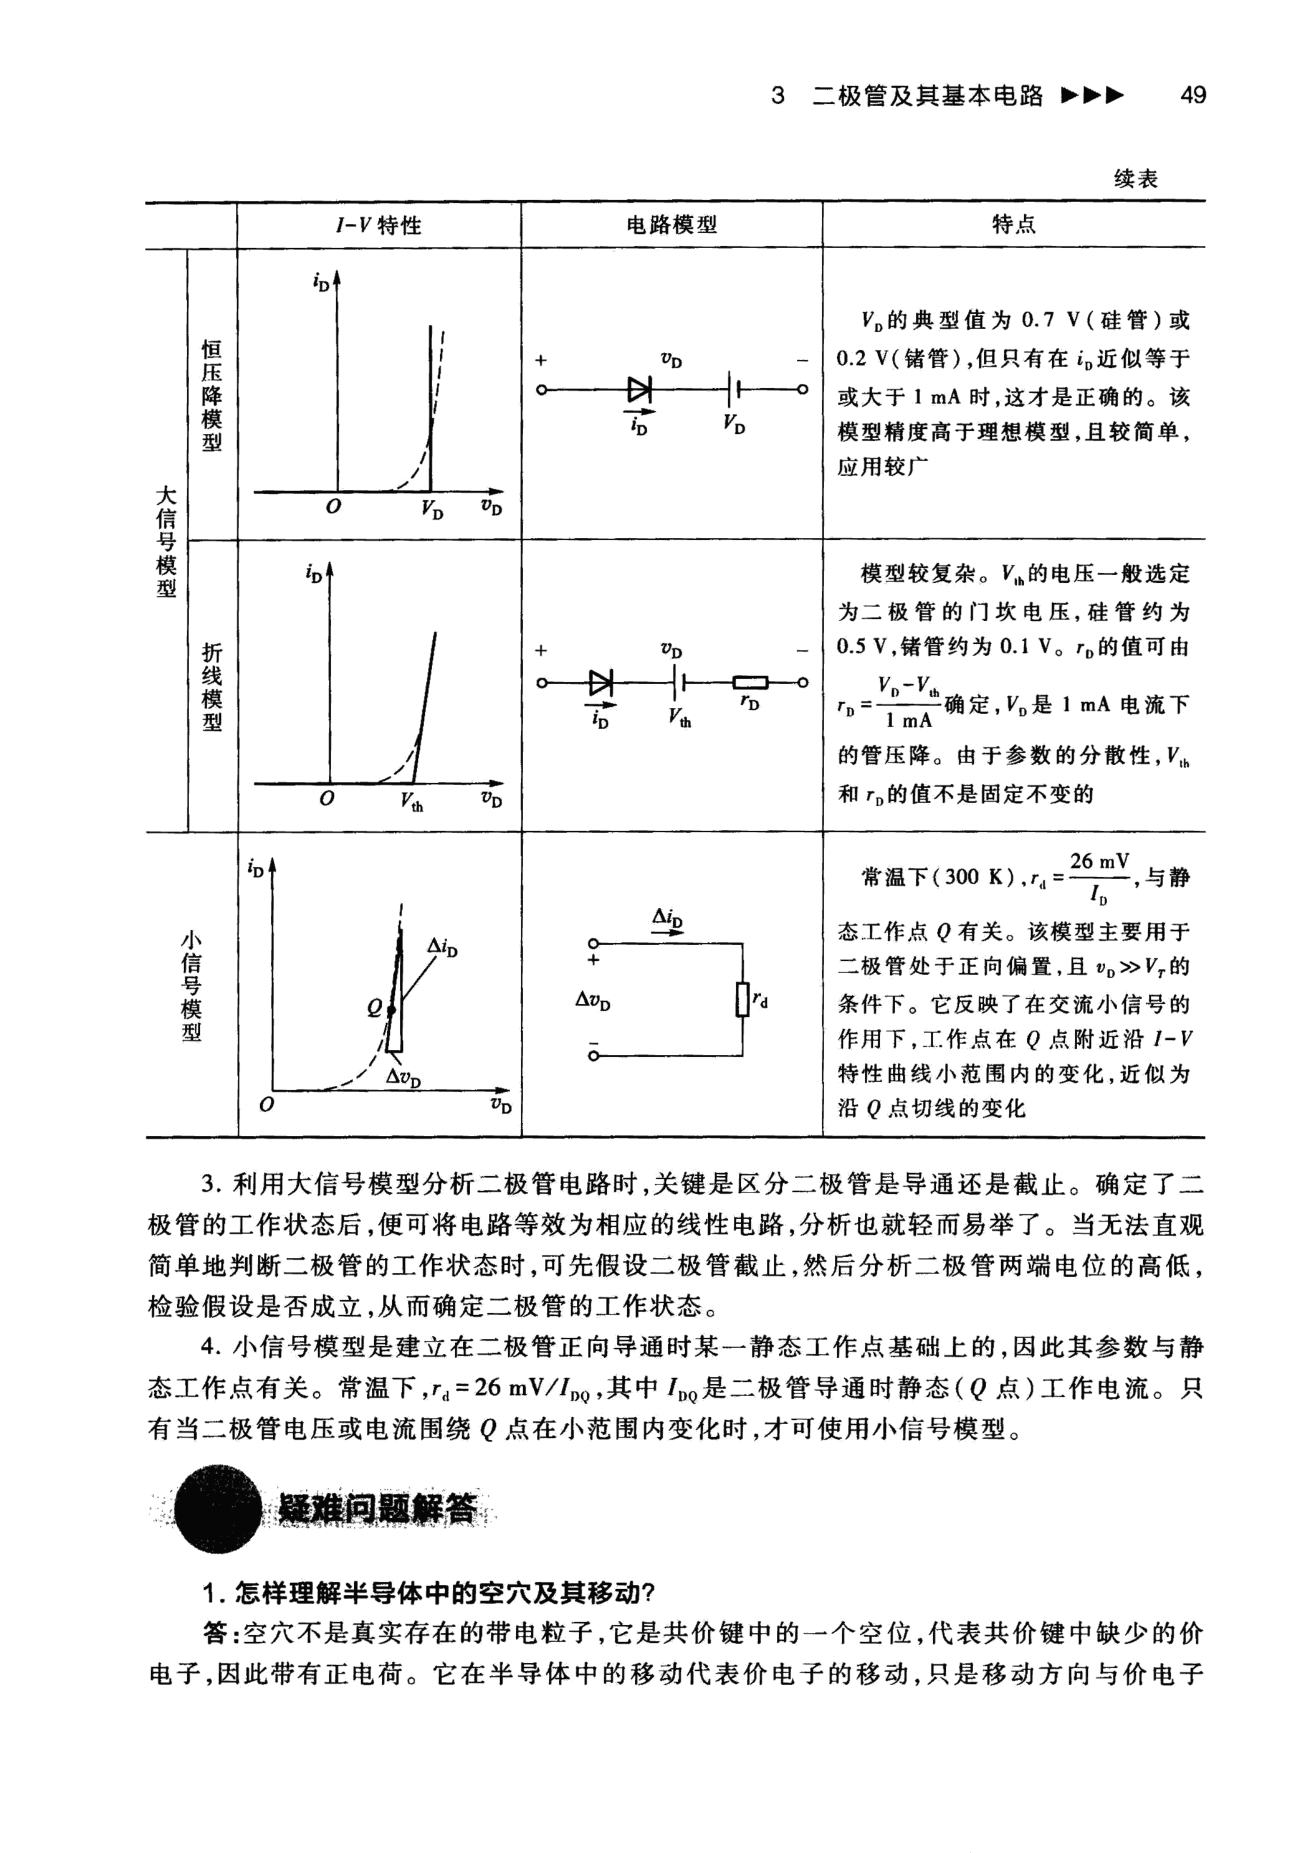 3 二极管及其基本电路 ▶▶▶ 49
续表
I-V 特性
电路模型
特点
大信号模型
恒压降模型
iD
O
VD
vD
+
vD
−
iD
VD
VD的典型值为 0.7 V(硅管)或
0.2 V(锗管),但只有在 iD近似等于
或大于 1 mA 时,这才是正确的。该
模型精度高于理想模型,且较简单,
应用较广
折线模型
iD
O
Vth
vD
+
vD
−
iD
Vth
rD
模型较复杂。Vth的电压一般选定
为二极管的门坎电压,硅管约为
0.5 V,锗管约为 0.1 V。rD的值可由
rD=(VD-Vth)/(1 mA)确定,VD是 1 mA 电流下
的管压降。由于参数的分散性,Vth
和 rD的值不是固定不变的
小信号模型
iD
ΔiD
Q
ΔvD
O
vD
ΔiD
+
ΔvD
−
rd
常温下(300 K),rd=26 mV/ID,与静
态工作点 Q 有关。该模型主要用于
二极管处于正向偏置,且 vD≫VT的
条件下。它反映了在交流小信号的
作用下,工作点在 Q 点附近沿 I-V
特性曲线小范围内的变化,近似为
沿 Q 点切线的变化
3. 利用大信号模型分析二极管电路时,关键是区分二极管是导通还是截止。确定了二
极管的工作状态后,便可将电路等效为相应的线性电路,分析也就轻而易举了。当无法直观
简单地判断二极管的工作状态时,可先假设二极管截止,然后分析二极管两端电位的高低,
检验假设是否成立,从而确定二极管的工作状态。
4. 小信号模型是建立在二极管正向导通时某一静态工作点基础上的,因此其参数与静
态工作点有关。常温下,rd=26 mV/IDQ,其中 IDQ是二极管导通时静态(Q 点)工作电流。只
有当二极管电压或电流围绕 Q 点在小范围内变化时,才可使用小信号模型。
疑难问题解答
1. 怎样理解半导体中的空穴及其移动?
答:空穴不是真实存在的带电粒子,它是共价键中的一个空位,代表共价键中缺少的价
电子,因此带有正电荷。它在半导体中的移动代表价电子的移动,只是移动方向与价电子